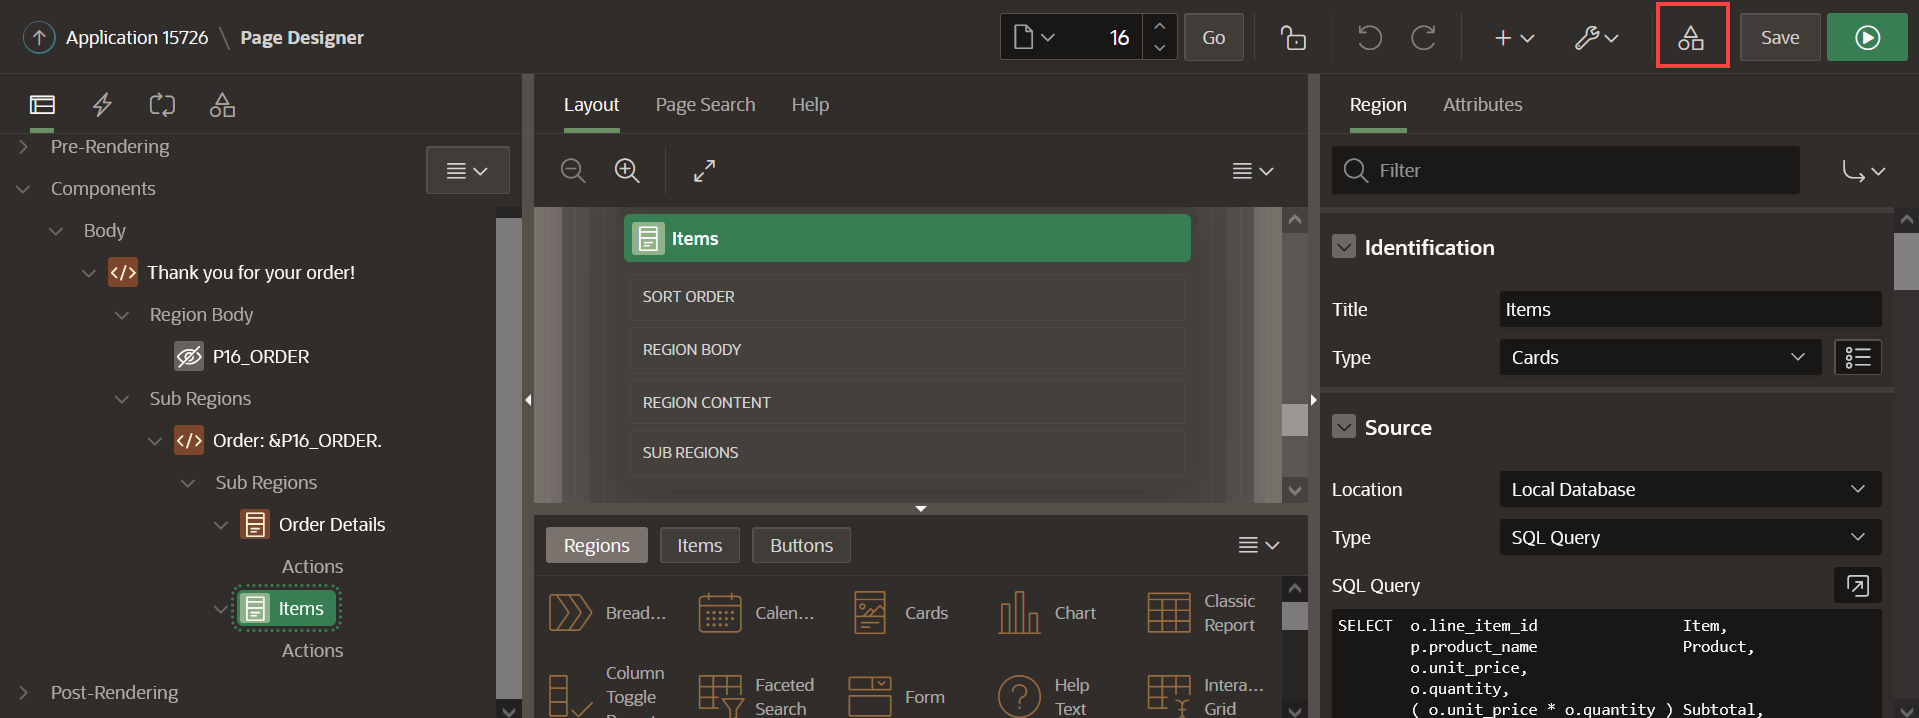 Application 15726 \ Page Designer
16
Go
Save
Layout
Page Search
Help
Region
Attributes
Pre-Rendering
Components
Body
</> Thank you for your order!
Region Body
P16_ORDER
Sub Regions
</> Order: &P16_ORDER.
Sub Regions
Order Details
Actions
Items
Actions
Post-Rendering
Items
SORT ORDER
REGION BODY
REGION CONTENT
SUB REGIONS
Regions
Items
Buttons
Bread...
Calen...
Cards
Chart
Classic
Report
Column
Toggle
Faceted
Search
Form
Help
Text
Intera...
Grid
Filter
Identification
Title
Items
Type
Cards
Source
Location
Local Database
Type
SQL Query
SQL Query
SELECT o.line_item_id Item,
p.product_name Product,
o.unit_price,
o.quantity,
( o.unit_price * o.quantity ) Subtotal,